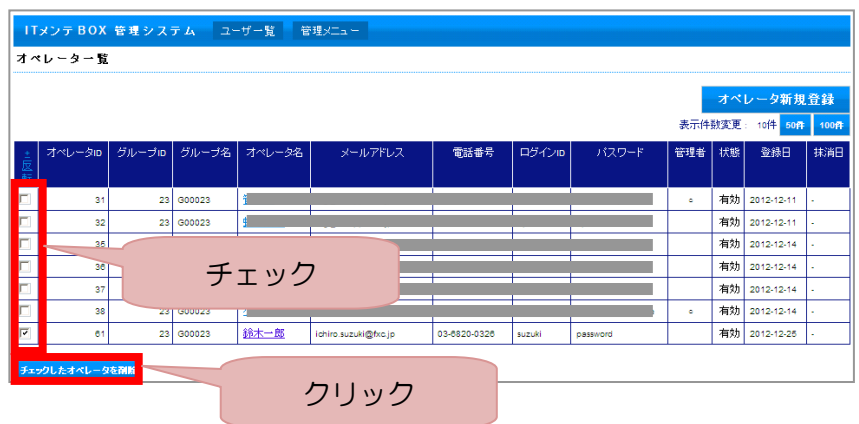 ITメンテBOX 管理システム ユーザー覧 管理メニュー
オペレーター覧
オペレータ新規登録
表示件数変更: 10件 50件 100件
オペレータID グループID グループ名 オペレータ名 メールアドレス 電話番号 ログインID パスワード 管理者 状態 登録日 抹消日
反転
31 23 G00023 有効 2012-12-11 -
32 23 G00023 有効 2012-12-11 -
35 有効 2012-12-14 -
36 有効 2012-12-14 -
37 有効 2012-12-14 -
38 23 G00023 有効 2012-12-14 -
61 23 G00023 鈴木一郎 ichiro.suzuki@fxc.jp 03-6820-0326 suzuki password 有効 2012-12-25 -
チェック
チェックしたオペレータを削除
クリック